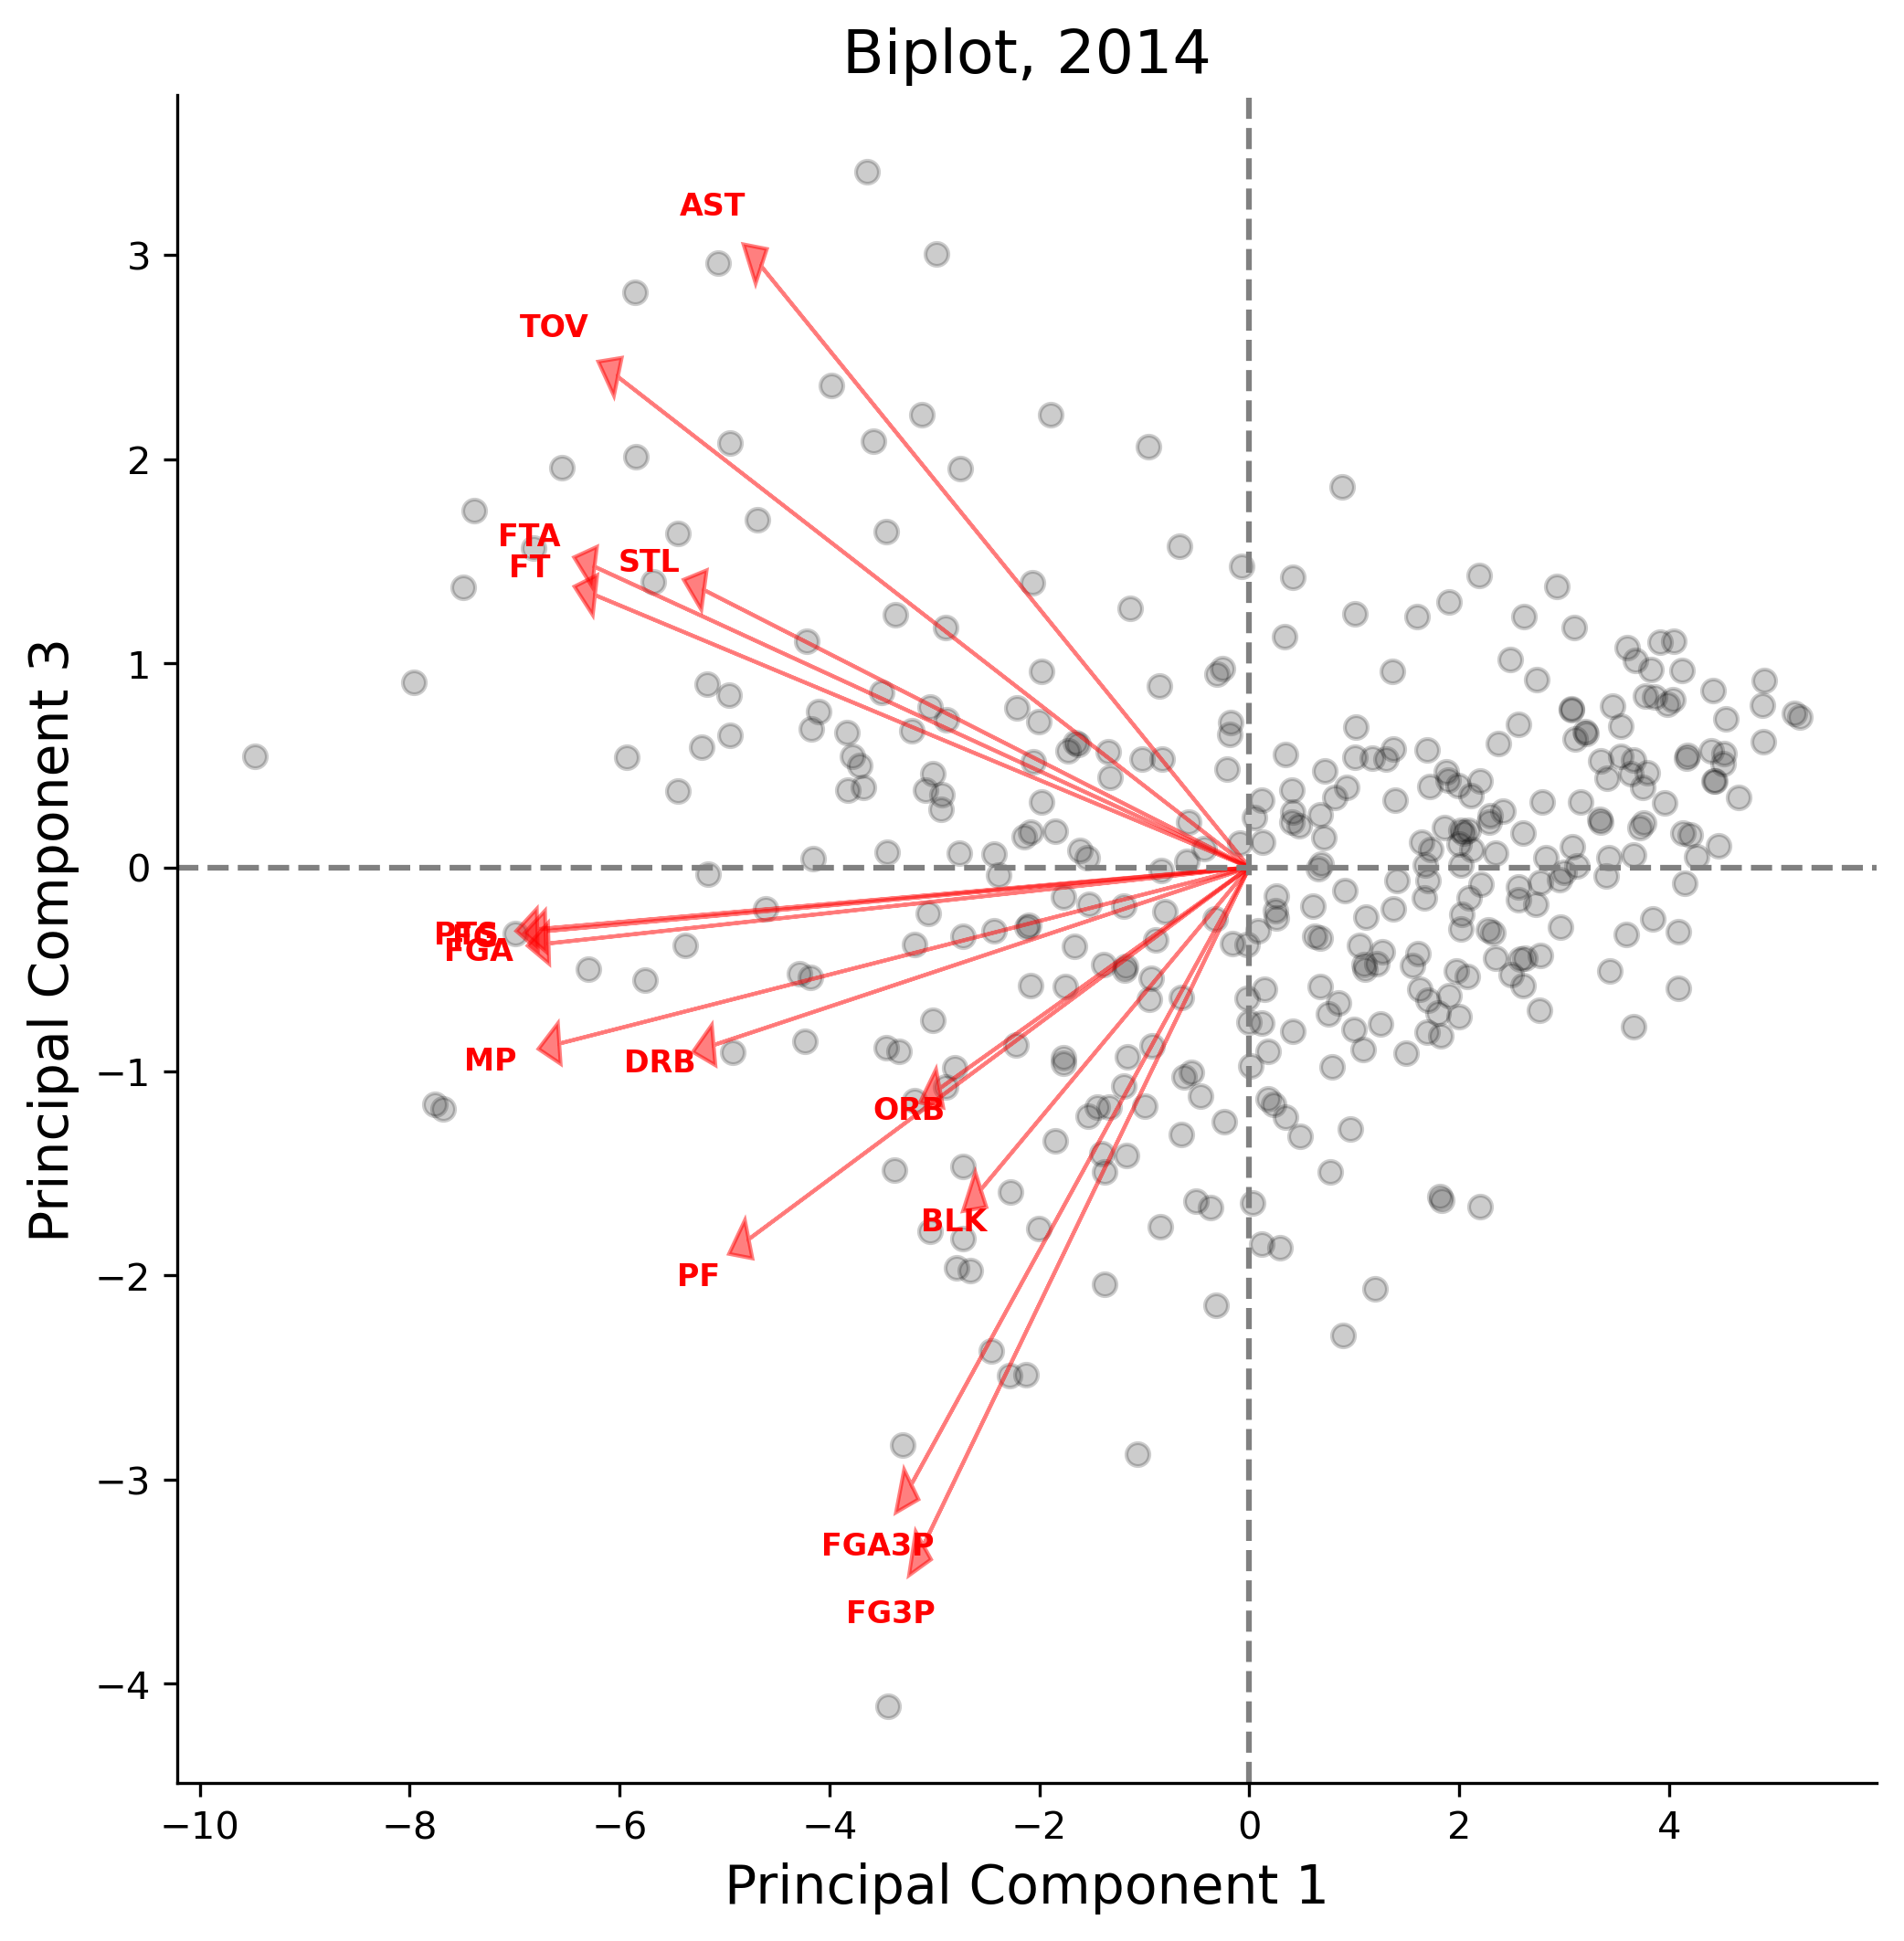 Biplot, 2014
Principal Component 3
3
2
1
0
−1
−2
−3
−4
AST
TOV
FTA
FT
STL
PTS
FG
FGA
MP
DRB
ORB
BLK
PF
FGA3P
FG3P
−10 −8 −6 −4 −2 0 2 4
Principal Component 1